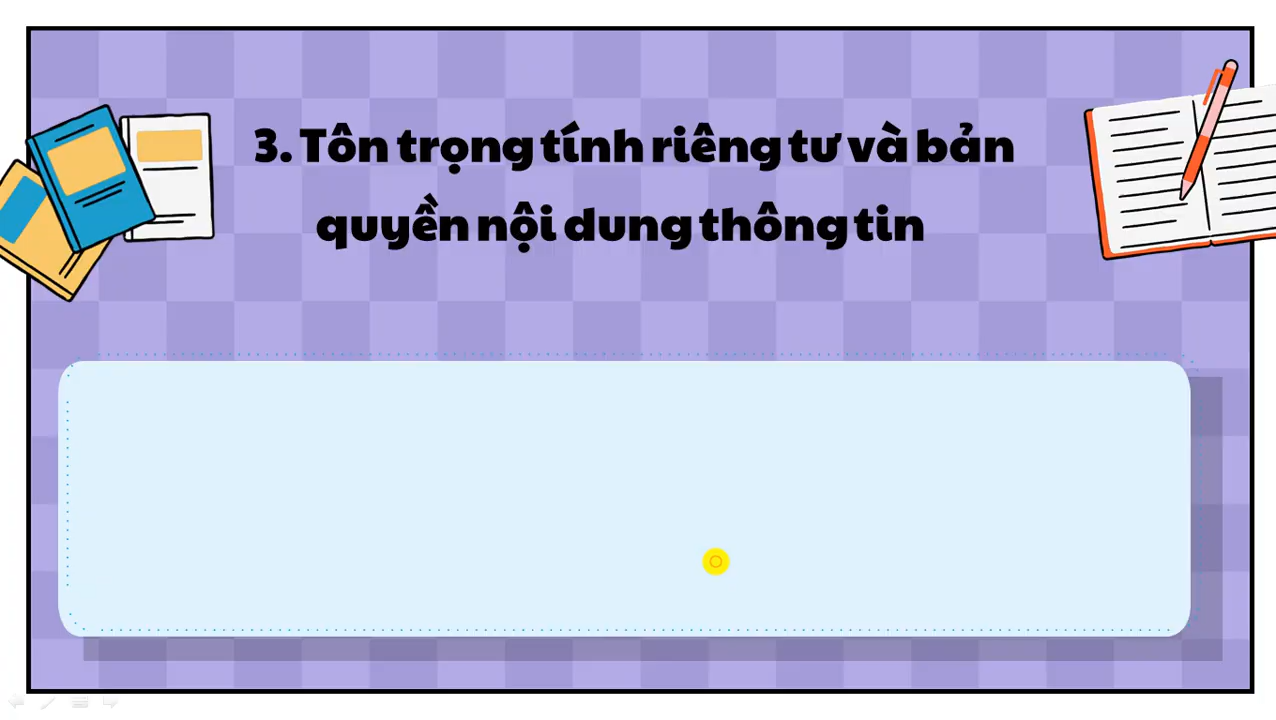 3. Tôn trọng tính riêng tư và bản
quyền nội dung thông tin